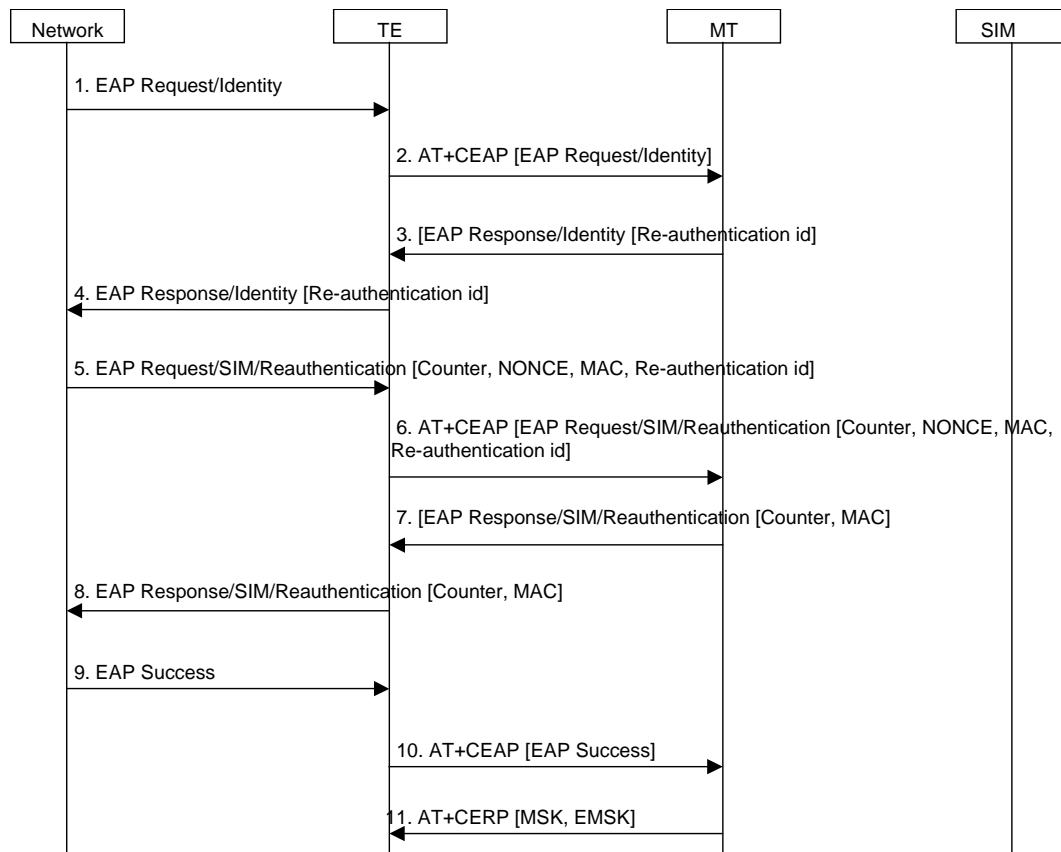 Network
TE
MT
SIM
1. EAP Request/Identity
2. AT+CEAP [EAP Request/Identity]
3. [EAP Response/Identity [Re-authentication id]
4. EAP Response/Identity [Re-authentication id]
5. EAP Request/SIM/Reauthentication [Counter, NONCE, MAC, Re-authentication id]
6. AT+CEAP [EAP Request/SIM/Reauthentication [Counter, NONCE, MAC,
Re-authentication id]
7. [EAP Response/SIM/Reauthentication [Counter, MAC]
8. EAP Response/SIM/Reauthentication [Counter, MAC]
9. EAP Success
10. AT+CEAP [EAP Success]
11. AT+CERP [MSK, EMSK]